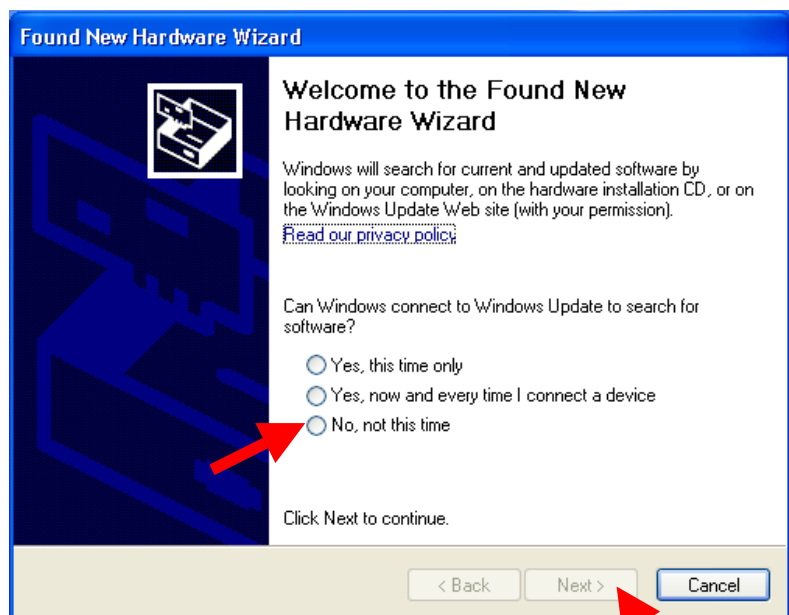 Found New Hardware Wizard
Welcome to the Found New
Hardware Wizard
Windows will search for current and updated software by
looking on your computer, on the hardware installation CD, or on
the Windows Update Web site (with your permission).
Read our privacy policy
Can Windows connect to Windows Update to search for
software?
Yes, this time only
Yes, now and every time I connect a device
No, not this time
Click Next to continue.
< Back
Next >
Cancel